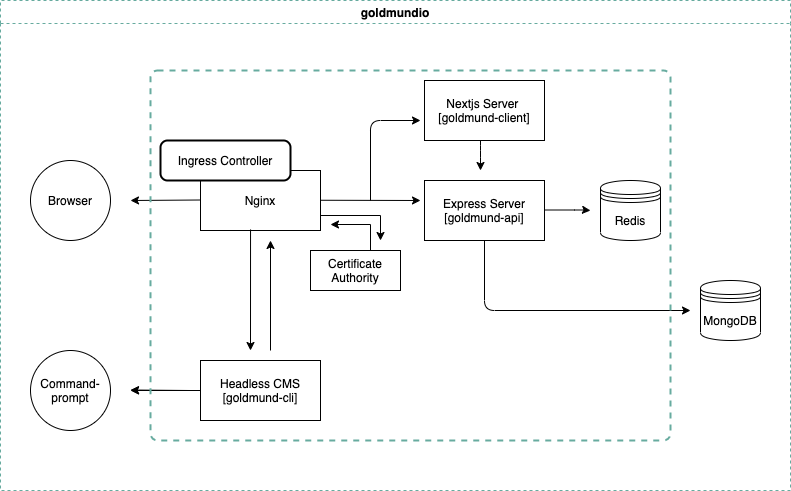 goldmundio
Nextjs Server
[goldmund-client]
Ingress Controller
Browser
Nginx
Express Server
[goldmund-api]
Redis
Certificate
Authority
MongoDB
Command-
prompt
Headless CMS
[goldmund-cli]